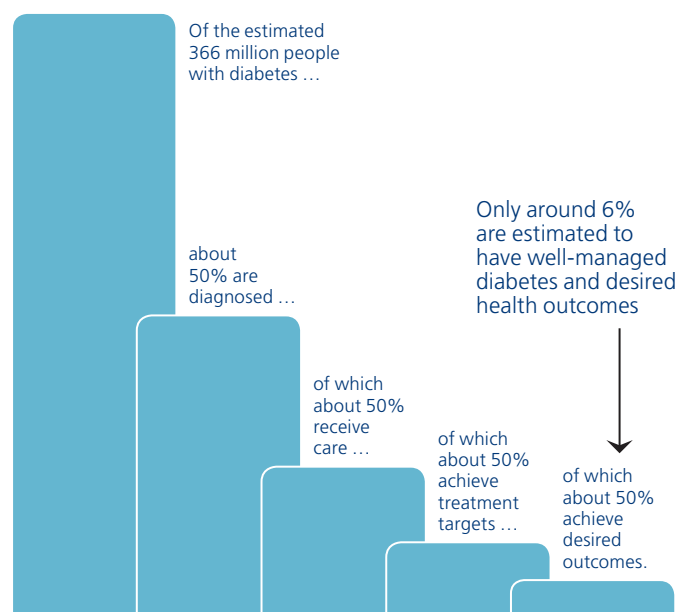 Of the estimated
366 million people
with diabetes …
about
50% are
diagnosed …
of which
about 50%
receive
care …
of which
about 50%
achieve
treatment
targets …
Only around 6%
are estimated to
have well-managed
diabetes and desired
health outcomes
of which
about 50%
achieve
desired
outcomes.